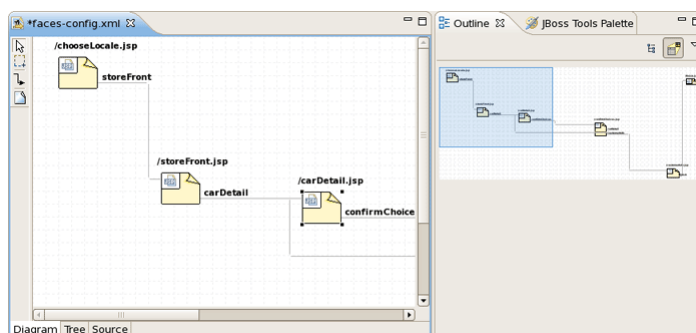 *faces-config.xml
Outline
JBoss Tools Palette
/chooseLocale.jsp
storeFront
/storeFront.jsp
carDetail
/carDetail.jsp
confirmChoice
Diagram Tree Source